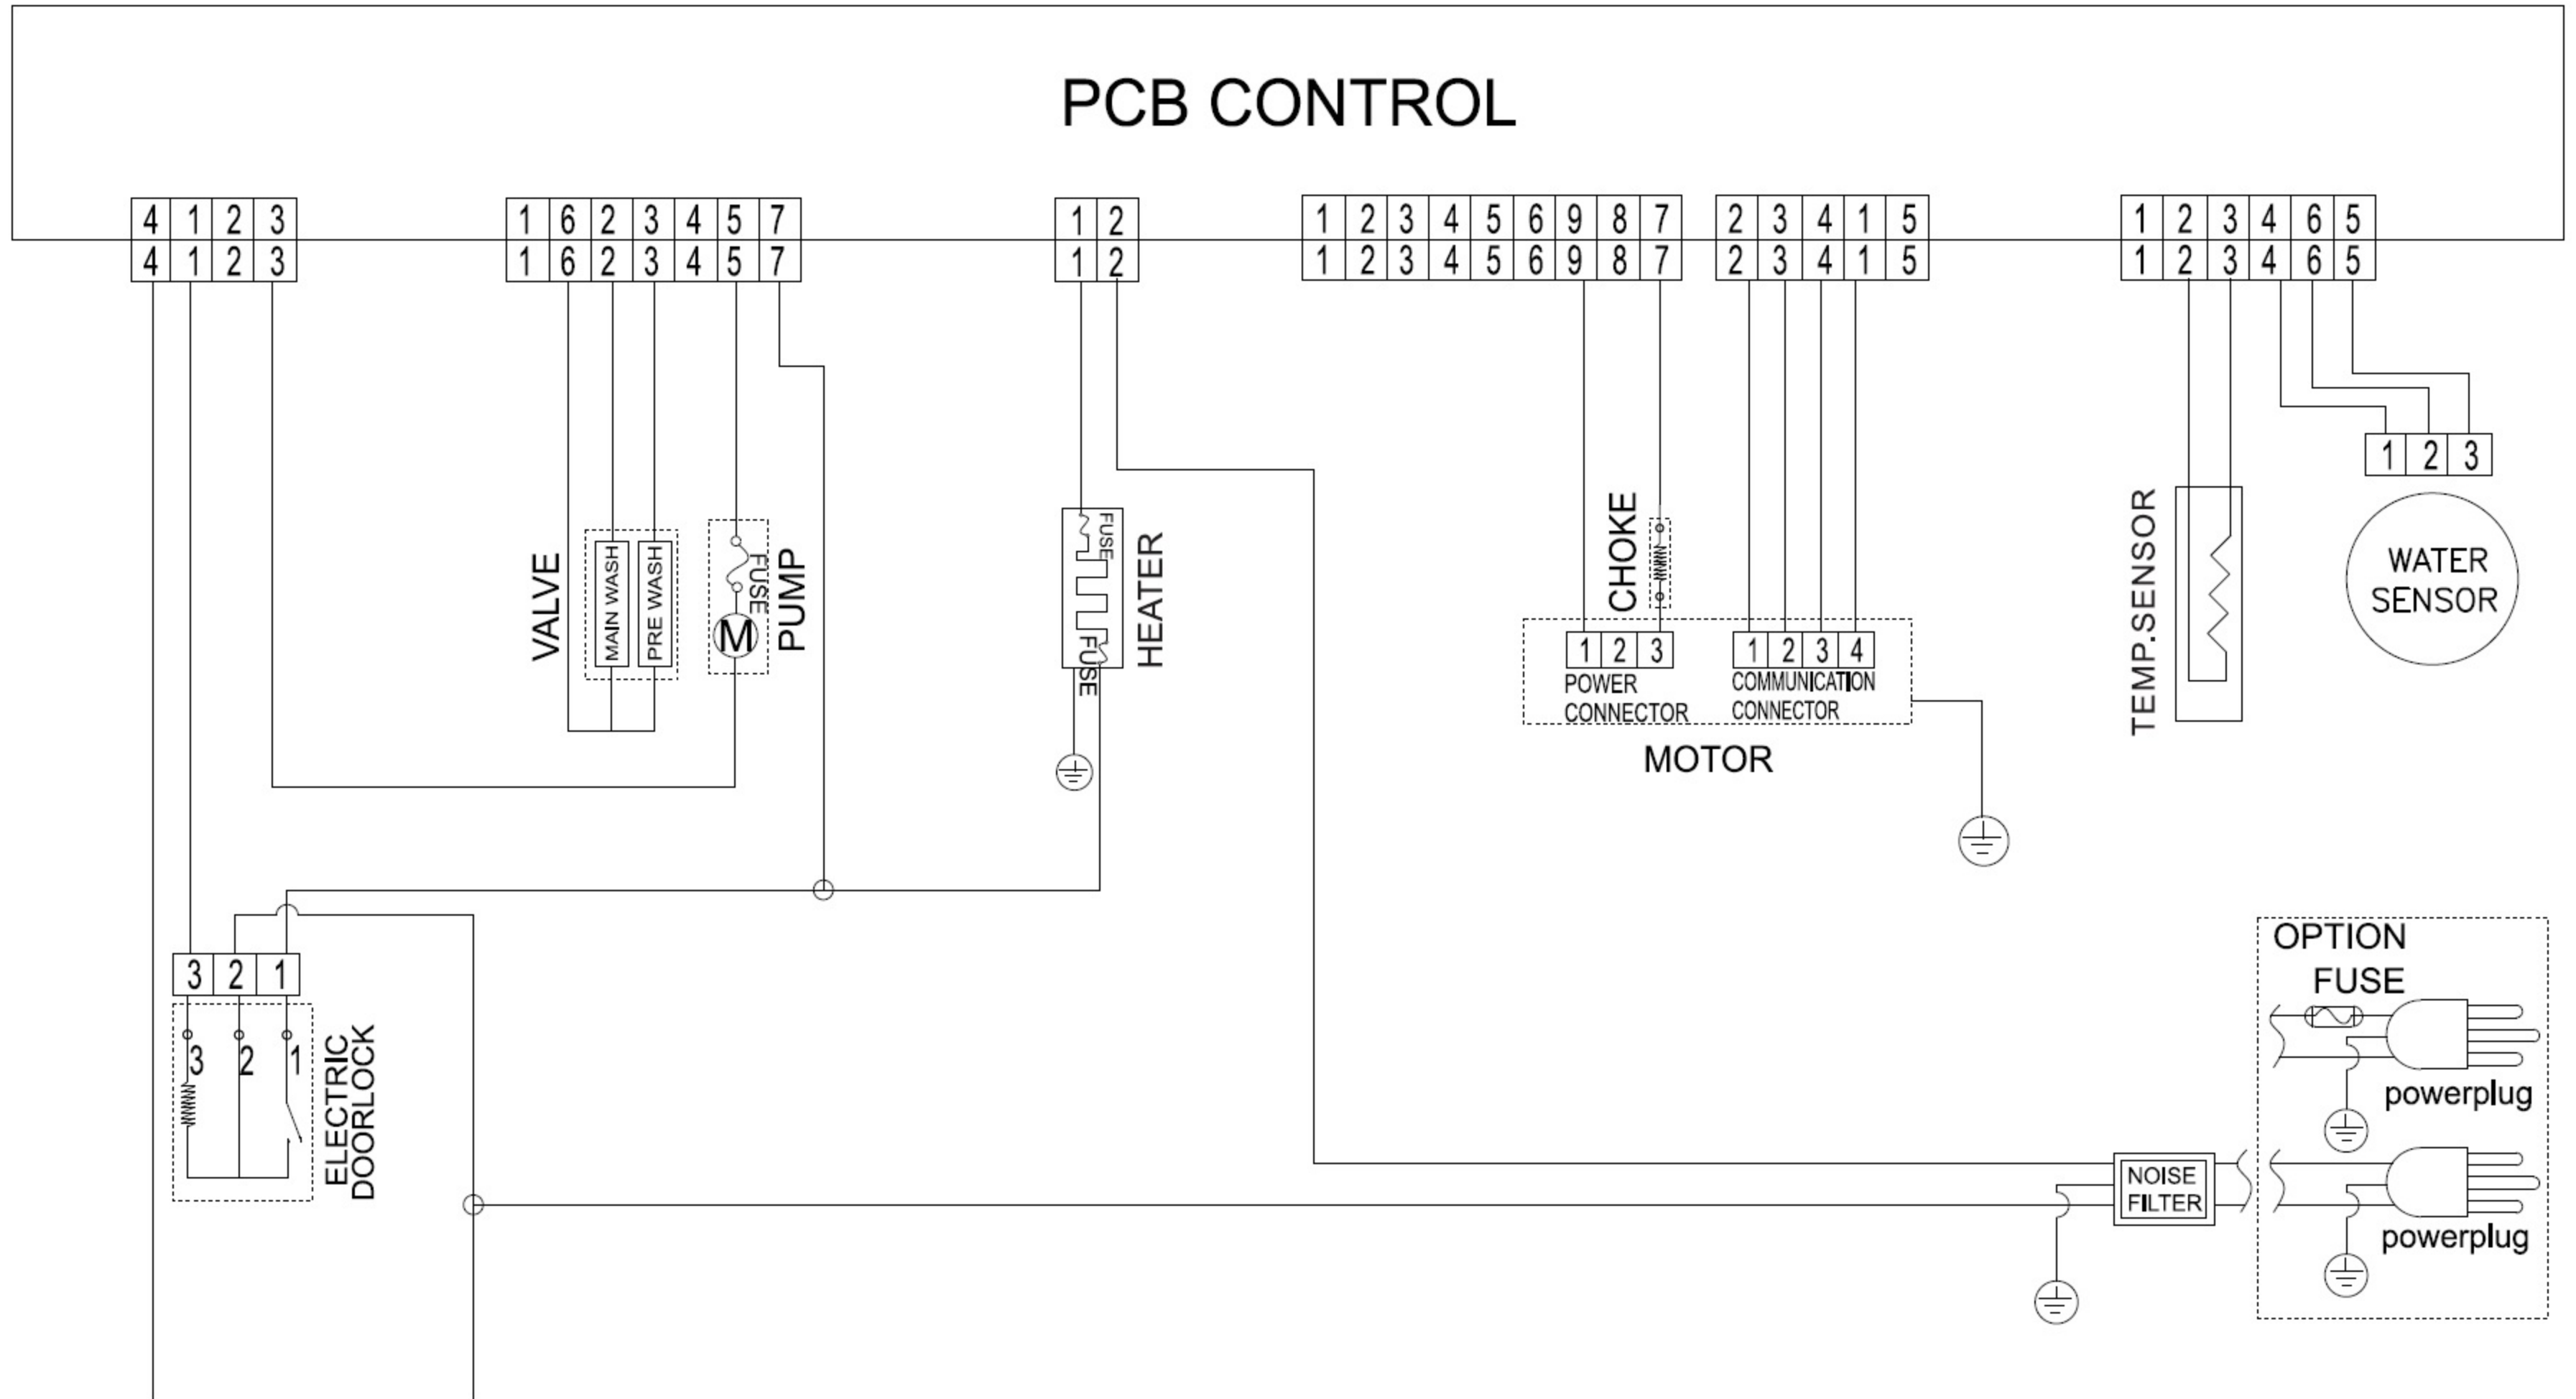 PCB CONTROL
4 1 2 3
4 1 2 3
1 6 2 3 4 5 7
1 6 2 3 4 5 7
1 2
1 2
1 2 3 4 5 6 9 8 7
1 2 3 4 5 6 9 8 7
2 3 4 1 5
2 3 4 1 5
1 2 3 4 6 5
1 2 3 4 6 5
VALVE
MAIN WASH
PRE WASH
FUSE
M
PUMP
FUSE
FUSE
HEATER
CHOKE
1 2 3
POWER
CONNECTOR
1 2 3 4
COMMUNICATION
CONNECTOR
MOTOR
TEMP.SENSOR
1 2 3
WATER
SENSOR
3 2 1
3 2 1
ELECTRIC
DOORLOCK
NOISE
FILTER
OPTION
FUSE
powerplug
powerplug